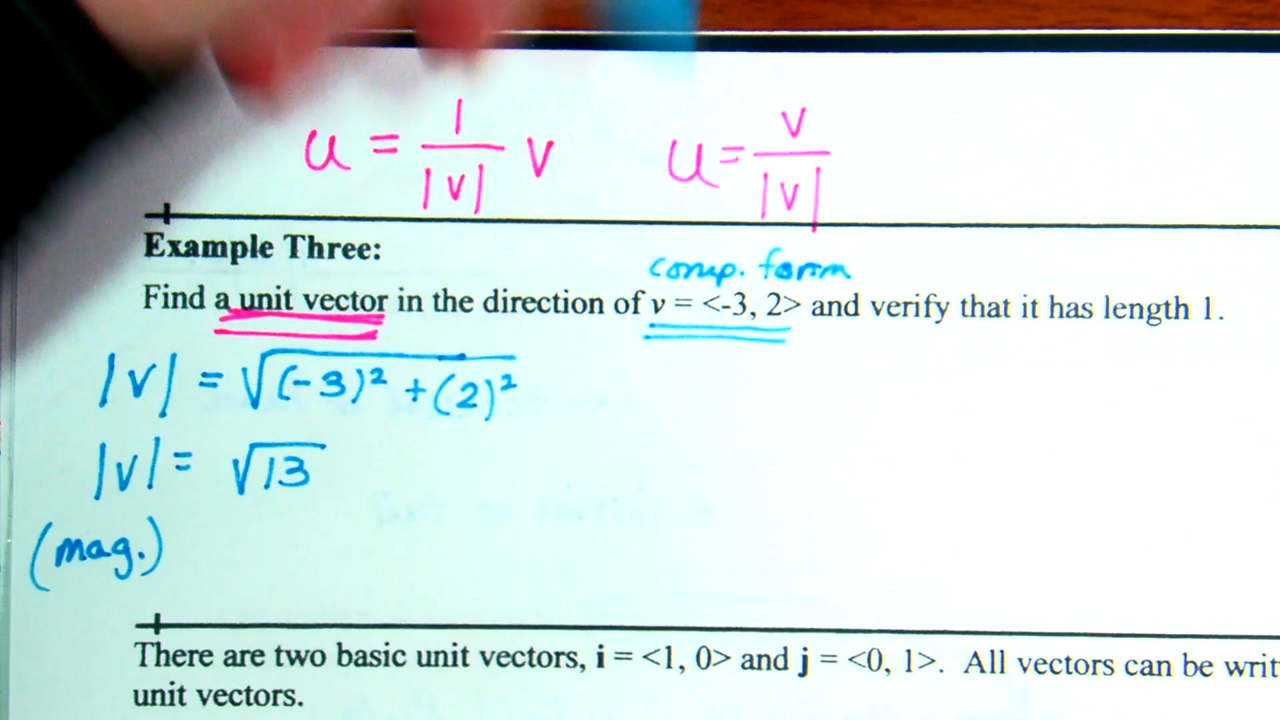 u = 1/|v| v u = v/|v|
Example Three:
comp. form
Find a unit vector in the direction of v = <-3, 2> and verify that it has length 1.
|v| = √(-3)² + (2)²
|v| = √13
(mag.)
There are two basic unit vectors, i = <1, 0> and j = <0, 1>. All vectors can be writ
unit vectors.